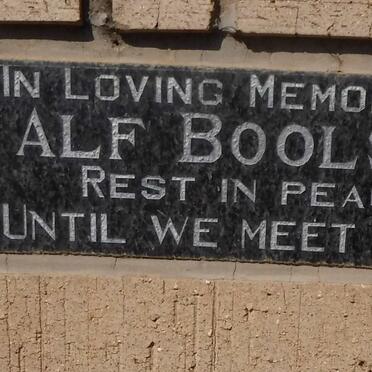 In Loving Memo
Alf Bools
Rest in pea
Until we meet